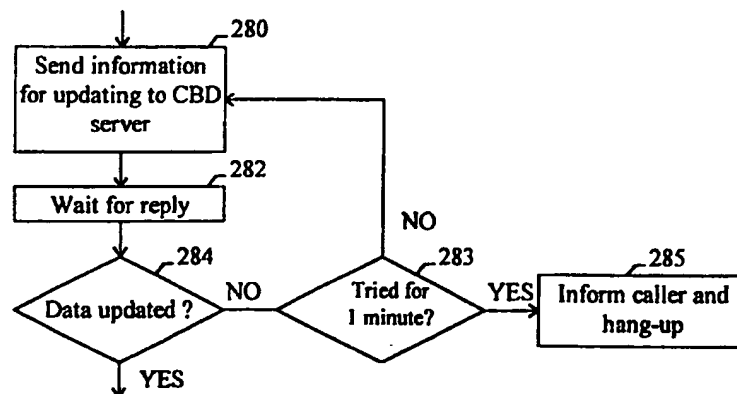 280
Send information
for updating to CBD
server
282
Wait for reply
NO
284
283
285
Data updated ?
NO
Tried for
1 minute?
YES
Inform caller and
hang-up
YES